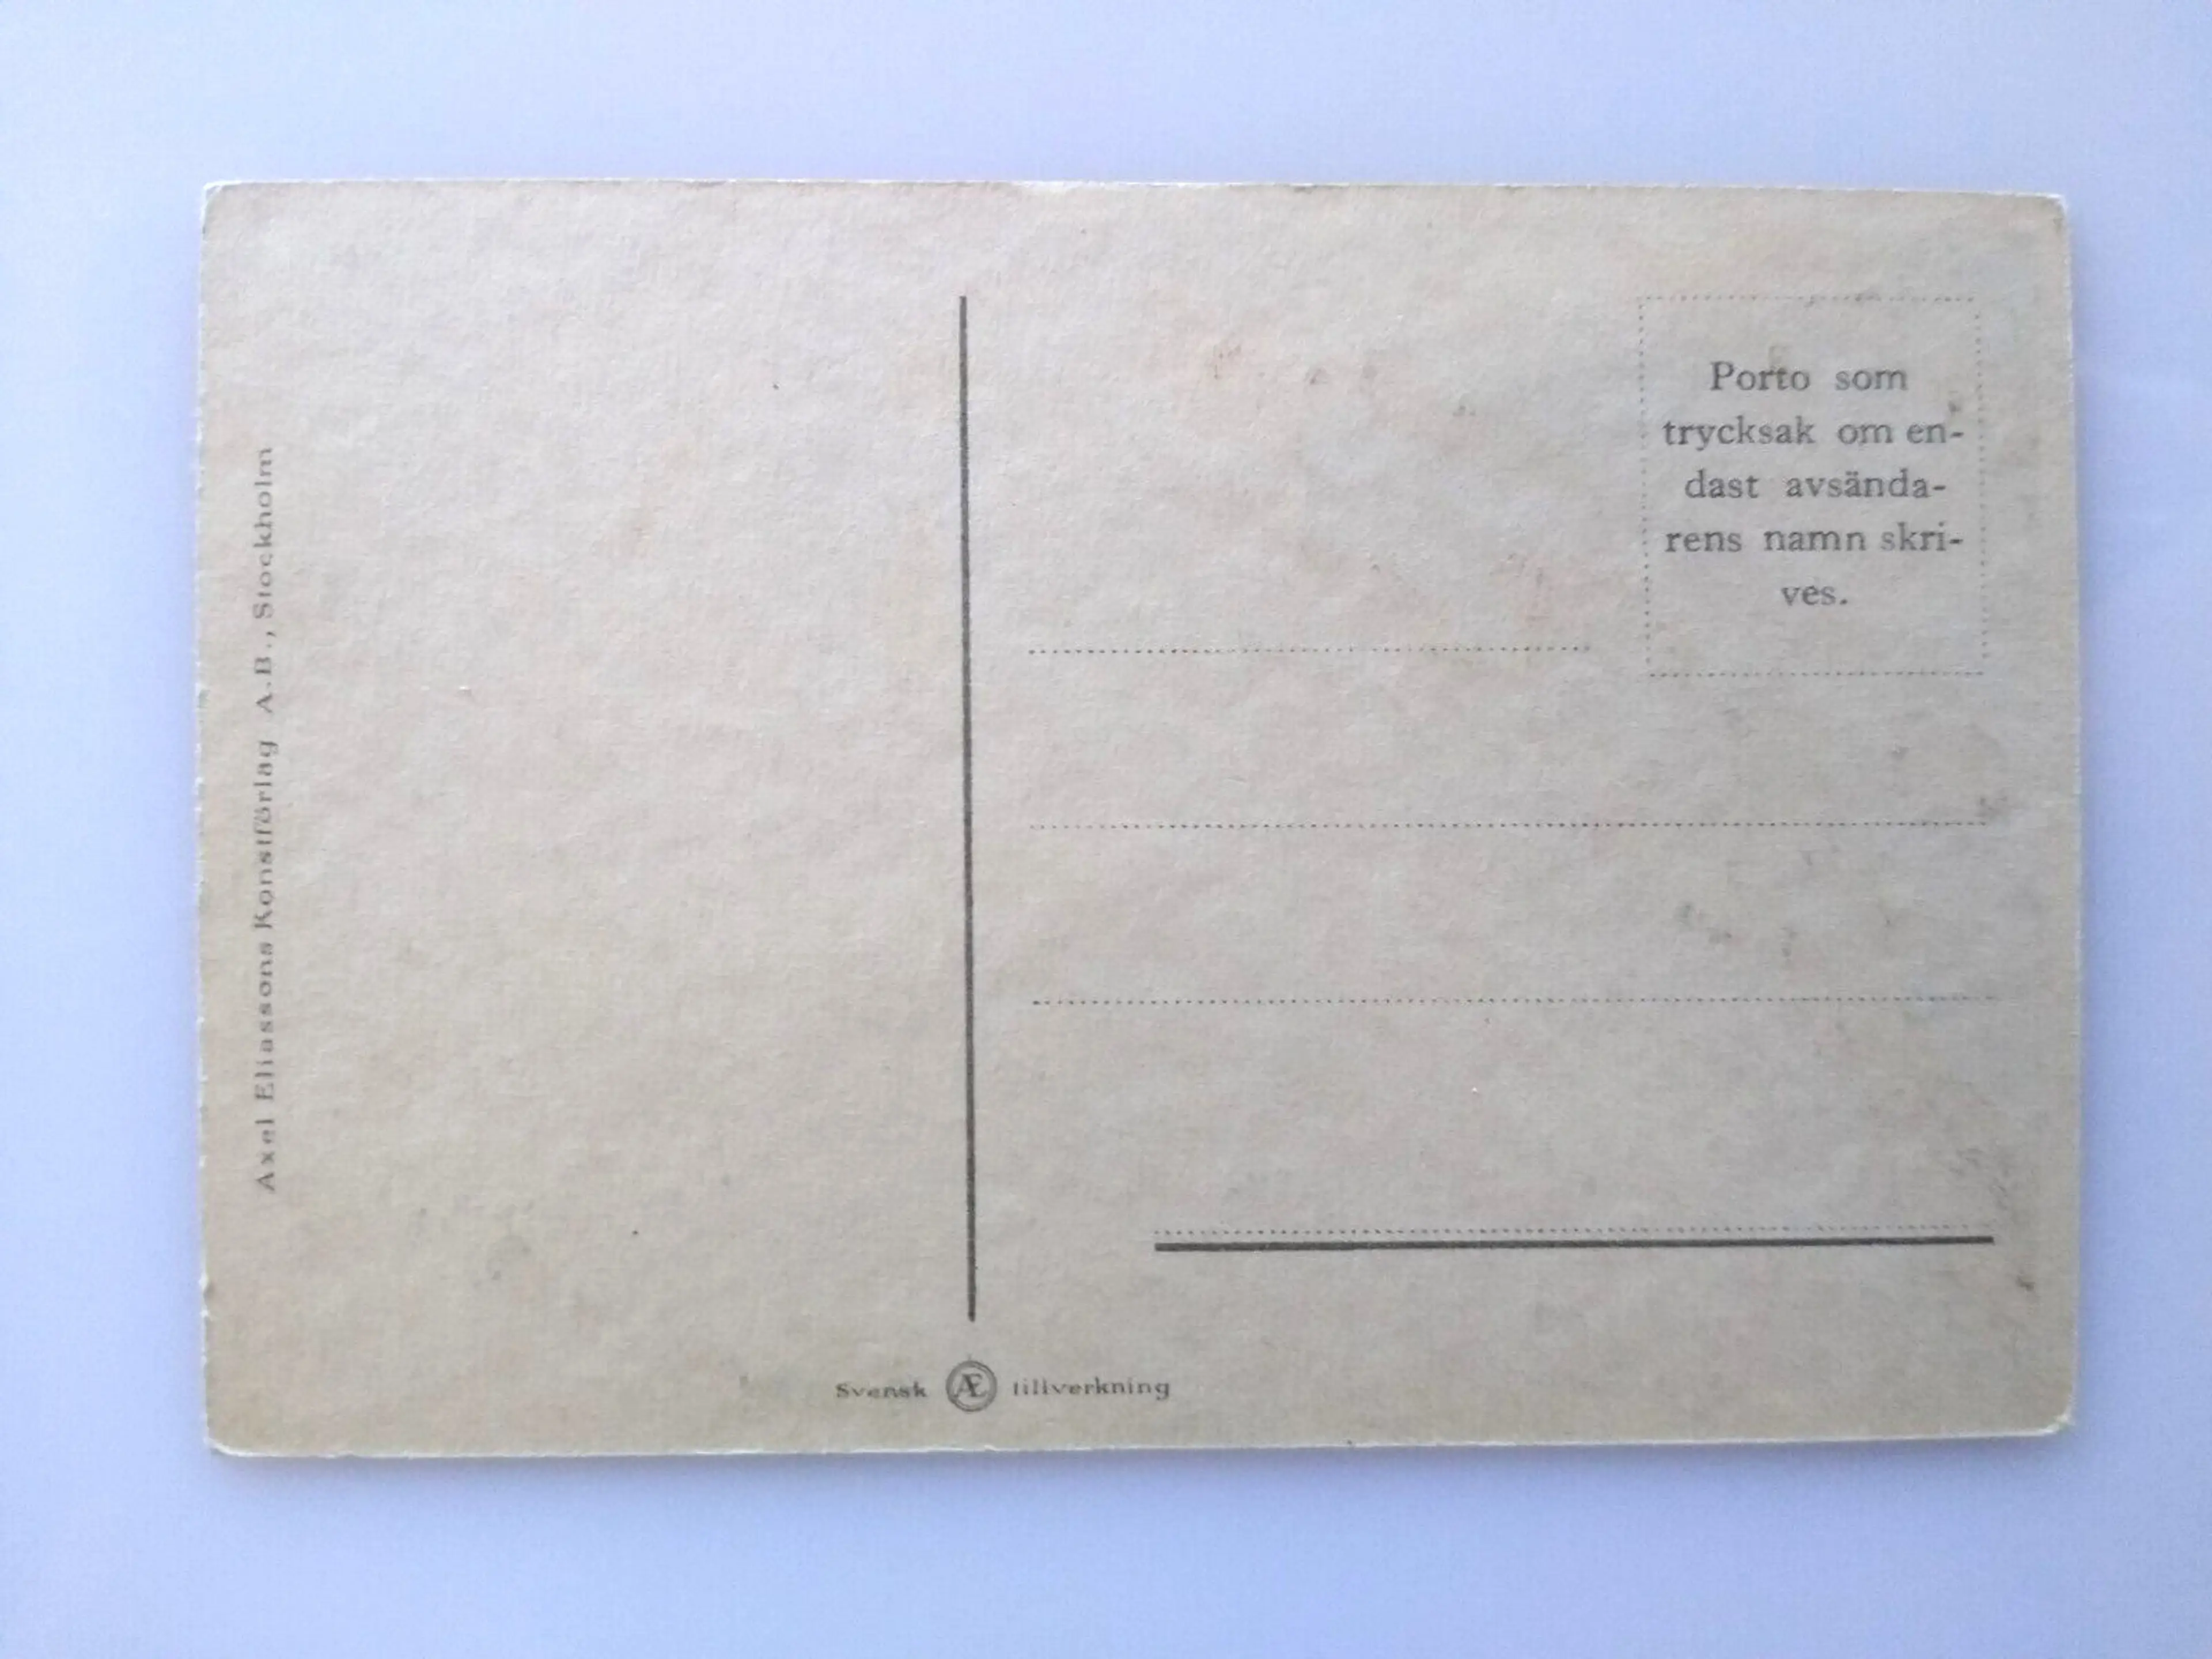 Axel Eliassons Konstförlag A.B., Stockholm
Porto som
trycksak om en-
dast avsända-
rens namn skri-
ves.
Svensk Æ tillverkning